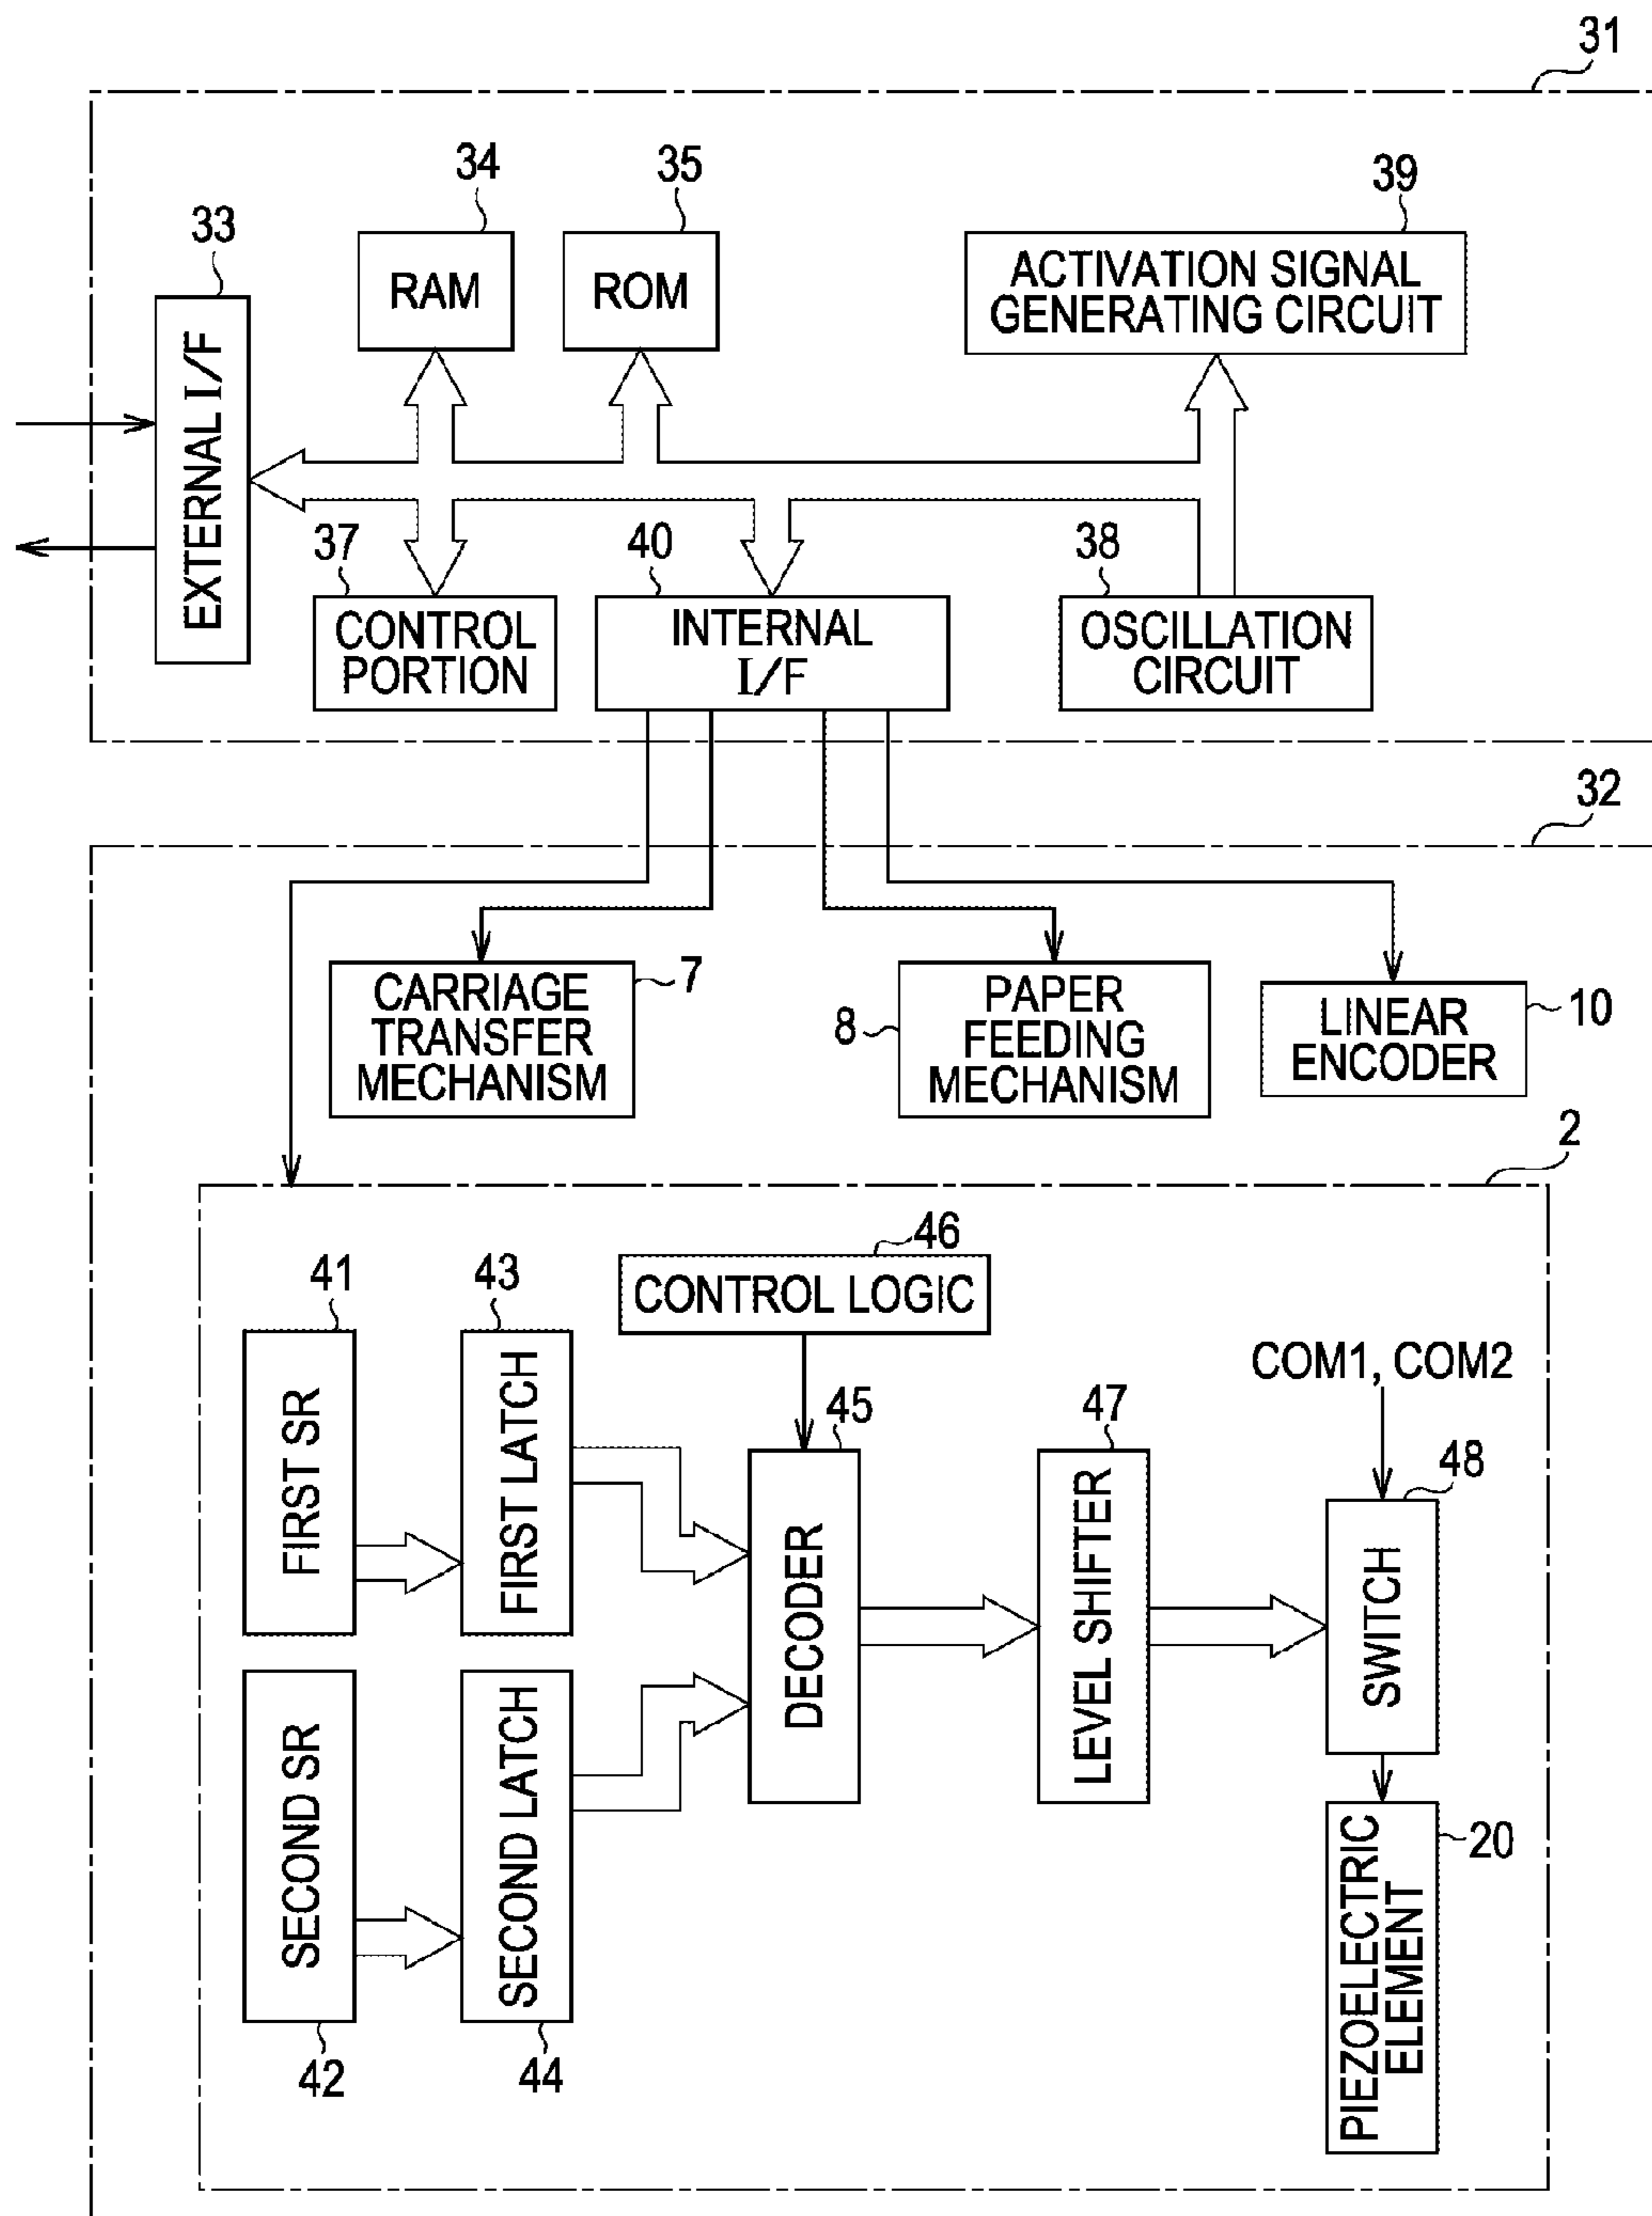 31
34
35
39
33
RAM
ROM
ACTIVATION SIGNAL
GENERATING CIRCUIT
EXTERNAL I/F
37
40
38
CONTROL
PORTION
INTERNAL
I/F
OSCILLATION
CIRCUIT
32
CARRIAGE
TRANSFER
MECHANISM
7
8
PAPER
FEEDING
MECHANISM
LINEAR
ENCODER
10
2
46
CONTROL LOGIC
41
43
FIRST SR
FIRST LATCH
45
DECODER
47
LEVEL SHIFTER
COM1, COM2
48
SWITCH
SECOND SR
SECOND LATCH
42
44
20
PIEZOELECTRIC
ELEMENT